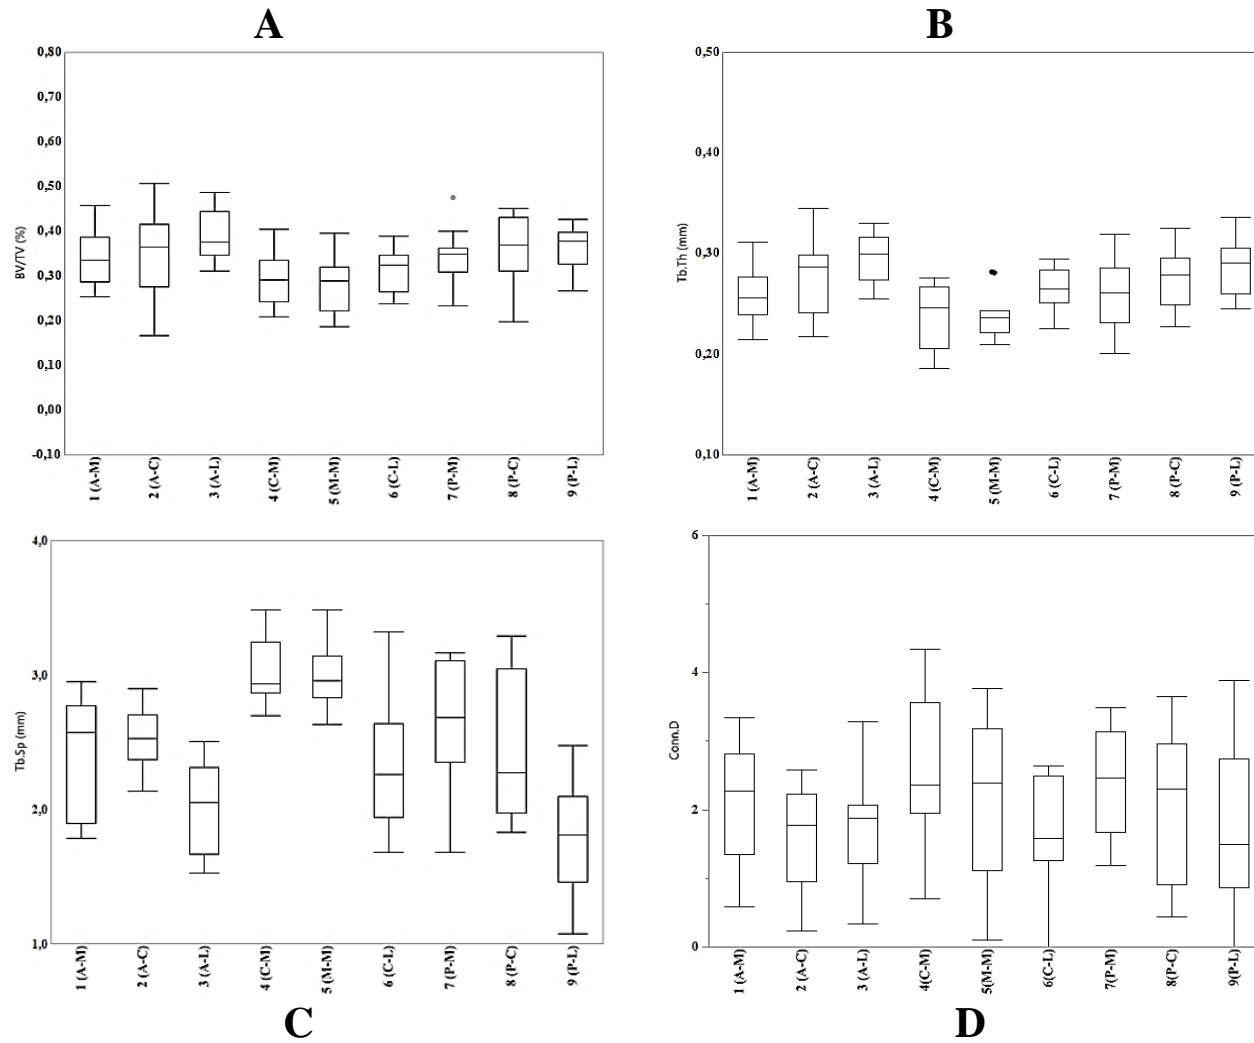 A
0,80
0,70
0,60
0,50
0,40
0,30
0,20
0,10
0,00
-0,10
BV/TV (%)
1 (A-M)
2 (A-C)
3 (A-L)
4 (C-M)
5 (M-M)
6 (C-L)
7 (P-M)
8 (P-C)
9 (P-L)
B
0,50
0,40
0,30
0,20
0,10
Tb.Th (mm)
1 (A-M)
2 (A-C)
3 (A-L)
4 (C-M)
5 (M-M)
6 (C-L)
7 (P-M)
8 (P-C)
9 (P-L)
4,0
3,0
2,0
1,0
Tb.Sp (mm)
1 (A-M)
2 (A-C)
3 (A-L)
4 (C-M)
5 (M-M)
6 (C-L)
7 (P-M)
8 (P-C)
9 (P-L)
C
6
4
2
0
Conn.D
1 (A-M)
2 (A-C)
3 (A-L)
4(C-M)
5(M-M)
6(C-L)
7(P-M)
8(P-C)
9(P-L)
D